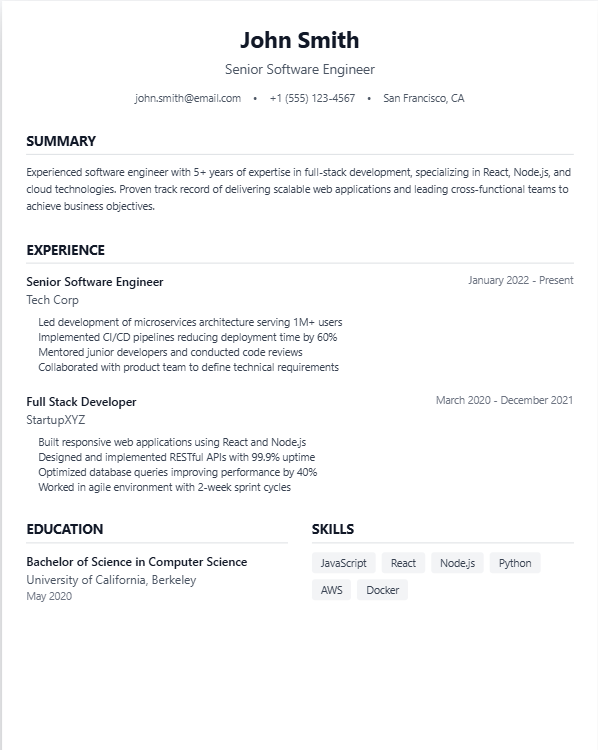 John Smith
Senior Software Engineer
john.smith@email.com • +1 (555) 123-4567 • San Francisco, CA
SUMMARY
Experienced software engineer with 5+ years of expertise in full-stack development, specializing in React, Node.js, and
cloud technologies. Proven track record of delivering scalable web applications and leading cross-functional teams to
achieve business objectives.
EXPERIENCE
Senior Software Engineer January 2022 - Present
Tech Corp
Led development of microservices architecture serving 1M+ users
Implemented CI/CD pipelines reducing deployment time by 60%
Mentored junior developers and conducted code reviews
Collaborated with product team to define technical requirements
Full Stack Developer March 2020 - December 2021
StartupXYZ
Built responsive web applications using React and Node.js
Designed and implemented RESTful APIs with 99.9% uptime
Optimized database queries improving performance by 40%
Worked in agile environment with 2-week sprint cycles
EDUCATION
Bachelor of Science in Computer Science
University of California, Berkeley
May 2020
SKILLS
JavaScript React Node.js Python
AWS Docker